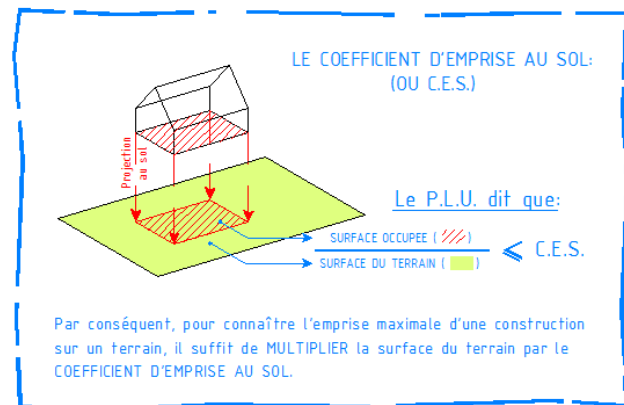 LE COEFFICIENT D'EMPRISE AU SOL:
(OU C.E.S.)
Projection
au sol
Le P.L.U. dit que:
SURFACE OCCUPEE ( )
SURFACE DU TERRAIN ( )
⩽ C.E.S.
Par conséquent, pour connaître l'emprise maximale d'une construction
sur un terrain, il suffit de MULTIPLIER la surface du terrain par le
COEFFICIENT D'EMPRISE AU SOL.